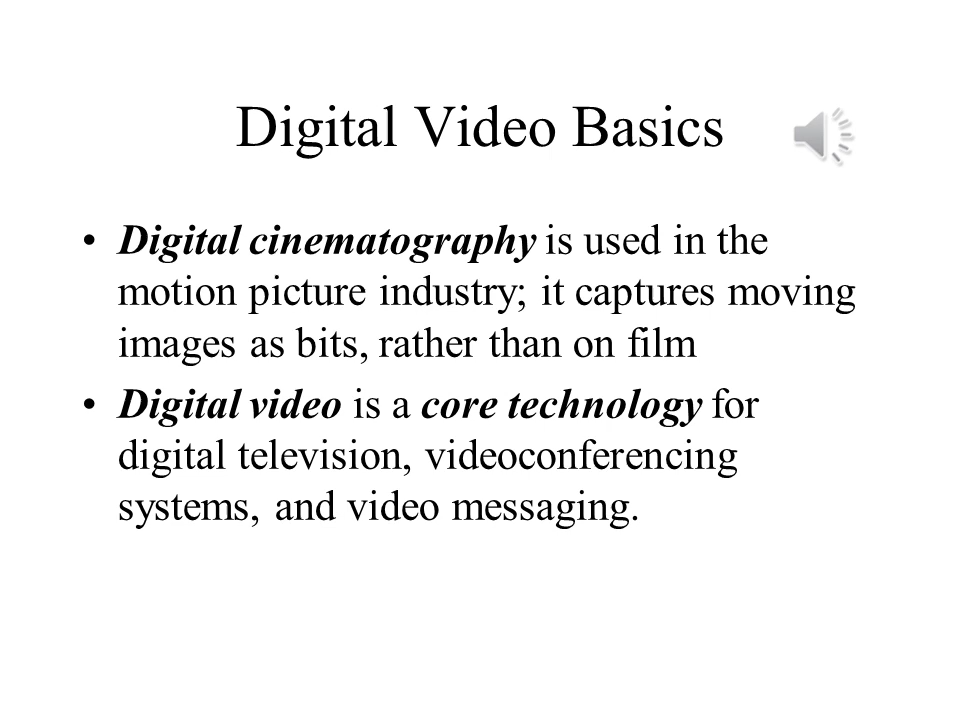 Digital Video Basics
• Digital cinematography is used in the
motion picture industry; it captures moving
images as bits, rather than on film
• Digital video is a core technology for
digital television, videoconferencing
systems, and video messaging.